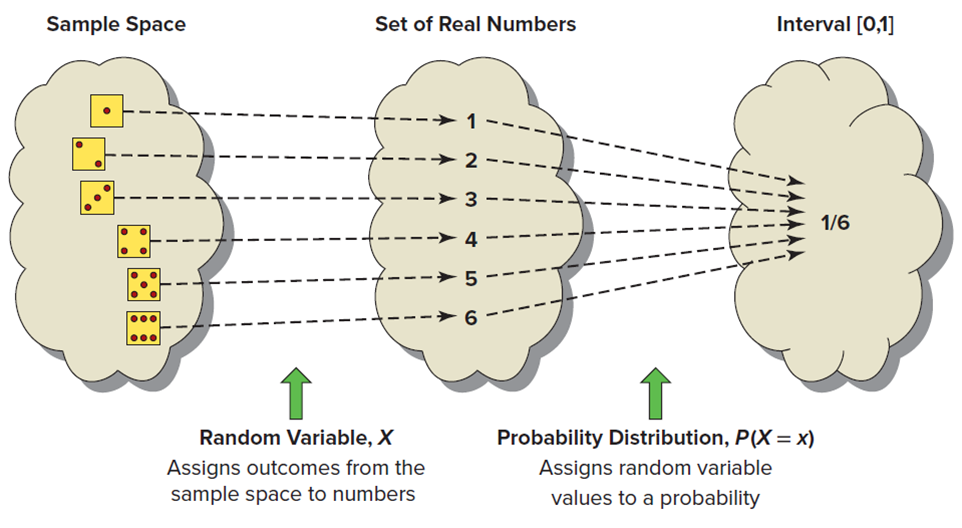 Sample Space
Set of Real Numbers
Interval [0,1]
1
2
3
4
5
6
1/6
Random Variable, X
Assigns outcomes from the
sample space to numbers
Probability Distribution, P(X = x)
Assigns random variable
values to a probability